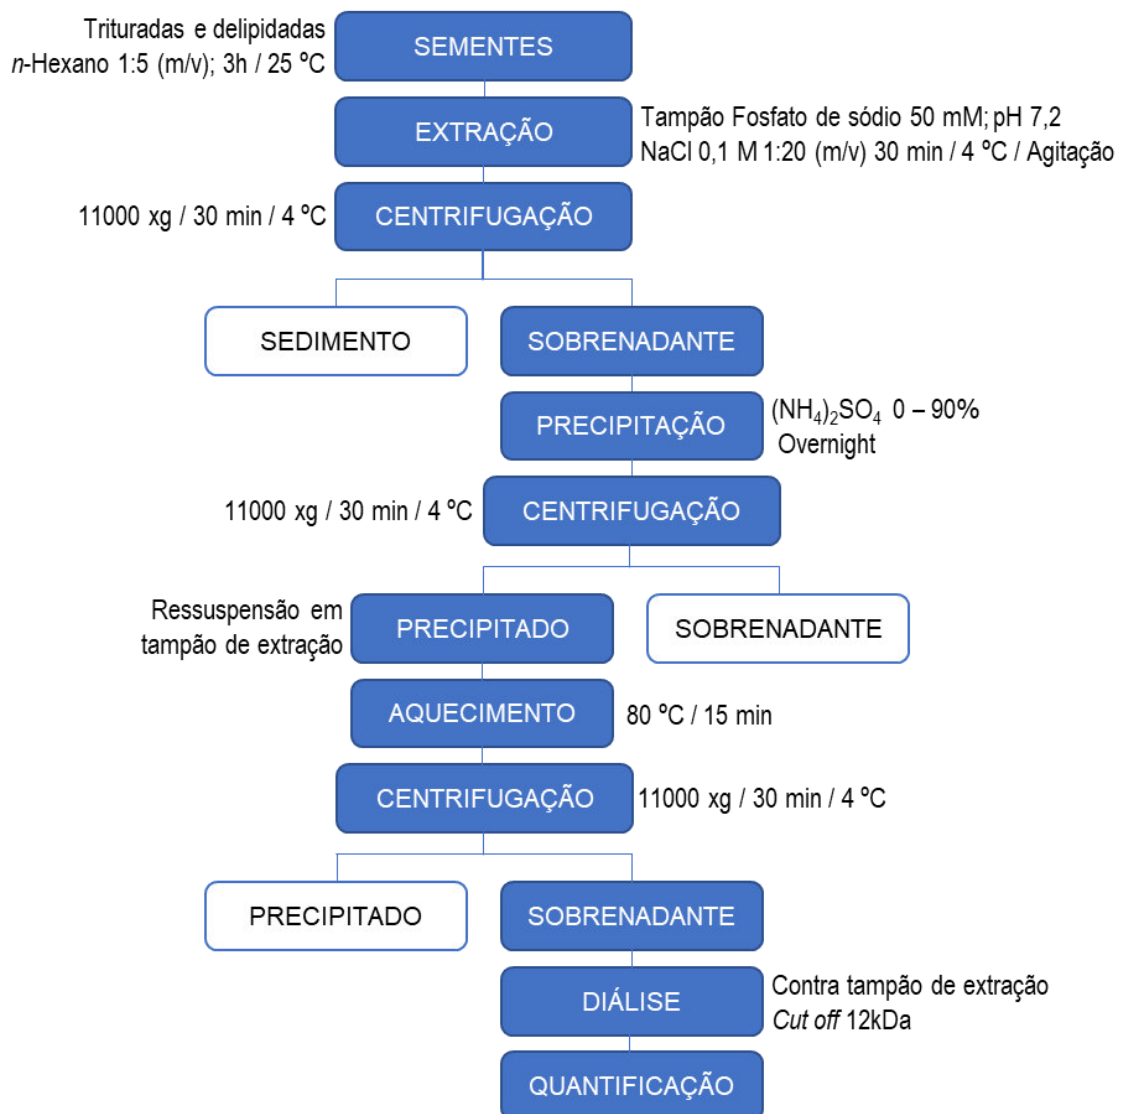 Trituradas e delipidadas
n-Hexano 1:5 (m/v); 3h / 25 ºC
SEMENTES
EXTRAÇÃO
Tampão Fosfato de sódio 50 mM; pH 7,2
NaCl 0,1 M 1:20 (m/v) 30 min / 4 ºC / Agitação
11000 xg / 30 min / 4 ºC
CENTRIFUGAÇÃO
SEDIMENTO
SOBRENADANTE
PRECIPITAÇÃO
(NH₄)₂SO₄ 0 – 90%
Overnight
11000 xg / 30 min / 4 ºC
CENTRIFUGAÇÃO
Ressuspensão em
tampão de extração
PRECIPITADO
SOBRENADANTE
AQUECIMENTO
80 ºC / 15 min
CENTRIFUGAÇÃO
11000 xg / 30 min / 4 ºC
PRECIPITADO
SOBRENADANTE
DIÁLISE
Contra tampão de extração
Cut off 12kDa
QUANTIFICAÇÃO